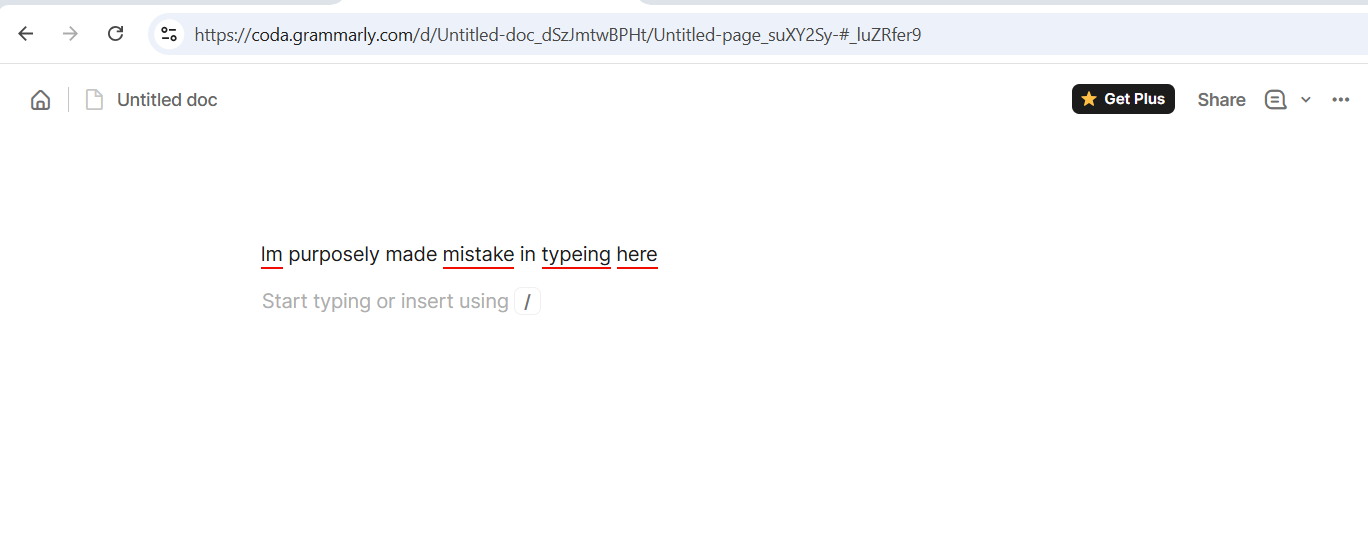 https://coda.grammarly.com/d/Untitled-doc_dSzJmtwBPHt/Untitled-page_suXY2Sy-#_luZRfer9
Untitled doc Get Plus Share
Im purposely made mistake in typeing here
Start typing or insert using /